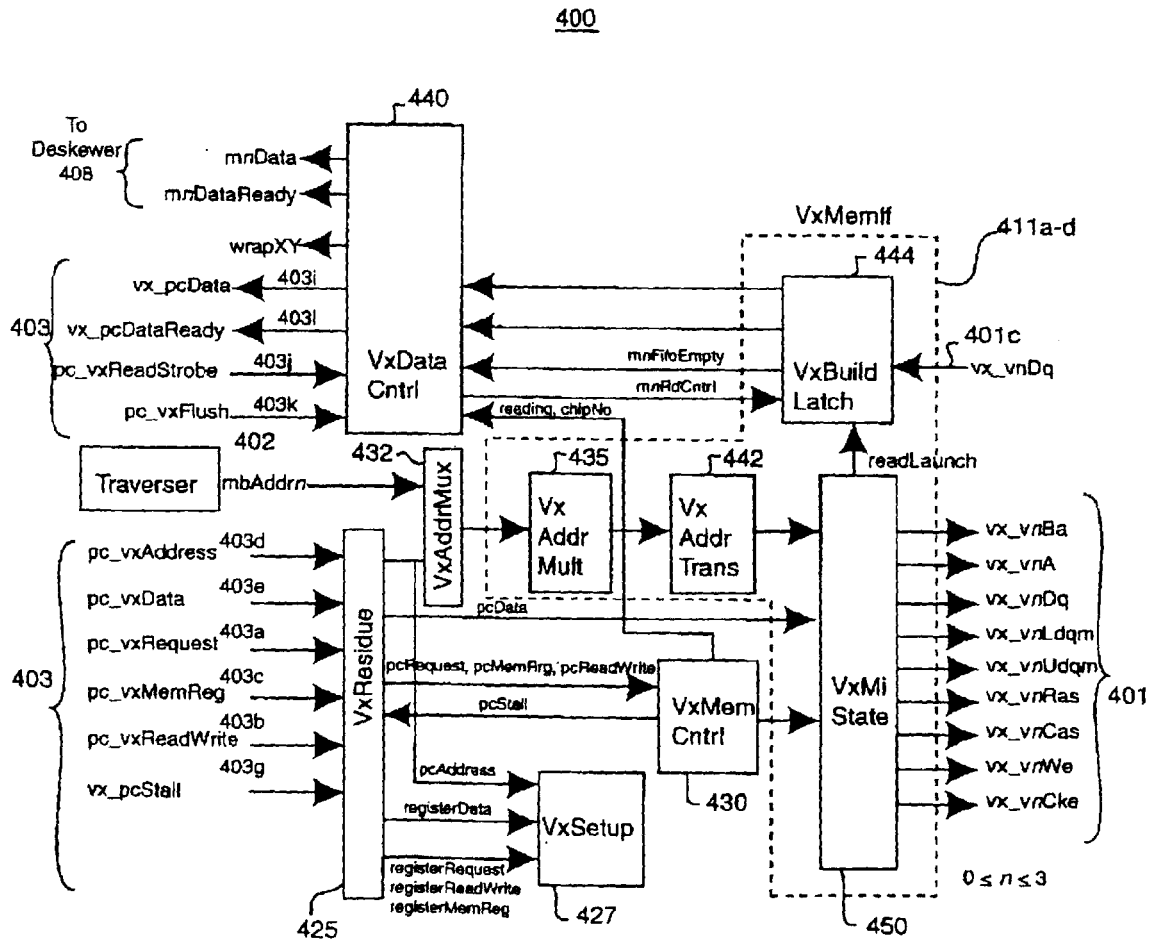 400
440
To
Deskewer
408
mnData
mnDataReady
wrapXY
403
vx_pcData
403i
vx_pcDataReady
403l
pc_vxReadStrobe
403j
pc_vxFlush
403k
VxData
Cntrl
VxMemIf
411a-d
444
VxBuild
Latch
401c
vx_vnDq
mnFifoEmpty
mnRdCntrl
reading, chipNo
readLaunch
402
Traverser
mbAddrn
432
VxAddrMux
435
Vx
Addr
Mult
442
Vx
Addr
Trans
403
pc_vxAddress
403d
pc_vxData
403e
pc_vxRequest
403a
pc_vxMemReg
403c
pc_vxReadWrite
403b
vx_pcStall
403g
VxResidue
425
pcData
pcRequest, pcMemRrg, pcReadWrite
pcStall
pcAddress
registerData
registerRequest
registerReadWrite
registerMemReg
VxSetup
427
VxMem
Cntrl
430
VxMi
State
450
vx_vnBa
vx_vnA
vx_vnDq
vx_vnLdqm
vx_vnUdqm
vx_vnRas
vx_vnCas
vx_vnWe
vx_vnCke
401
0 ≤ n ≤ 3